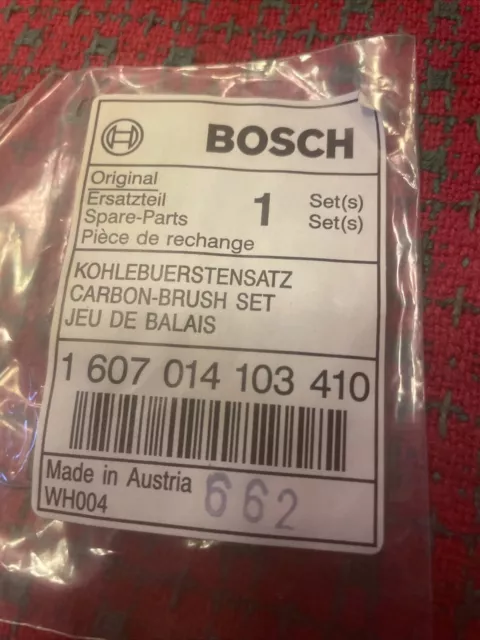 BOSCH
Original
Ersatzteil 1 Set(s)
Spare-Parts Set(s)
Pièce de rechange
KOHLEBUERSTENSATZ
CARBON-BRUSH SET
JEU DE BALAIS
1 607 014 103 410
Made in Austria
WH004
662